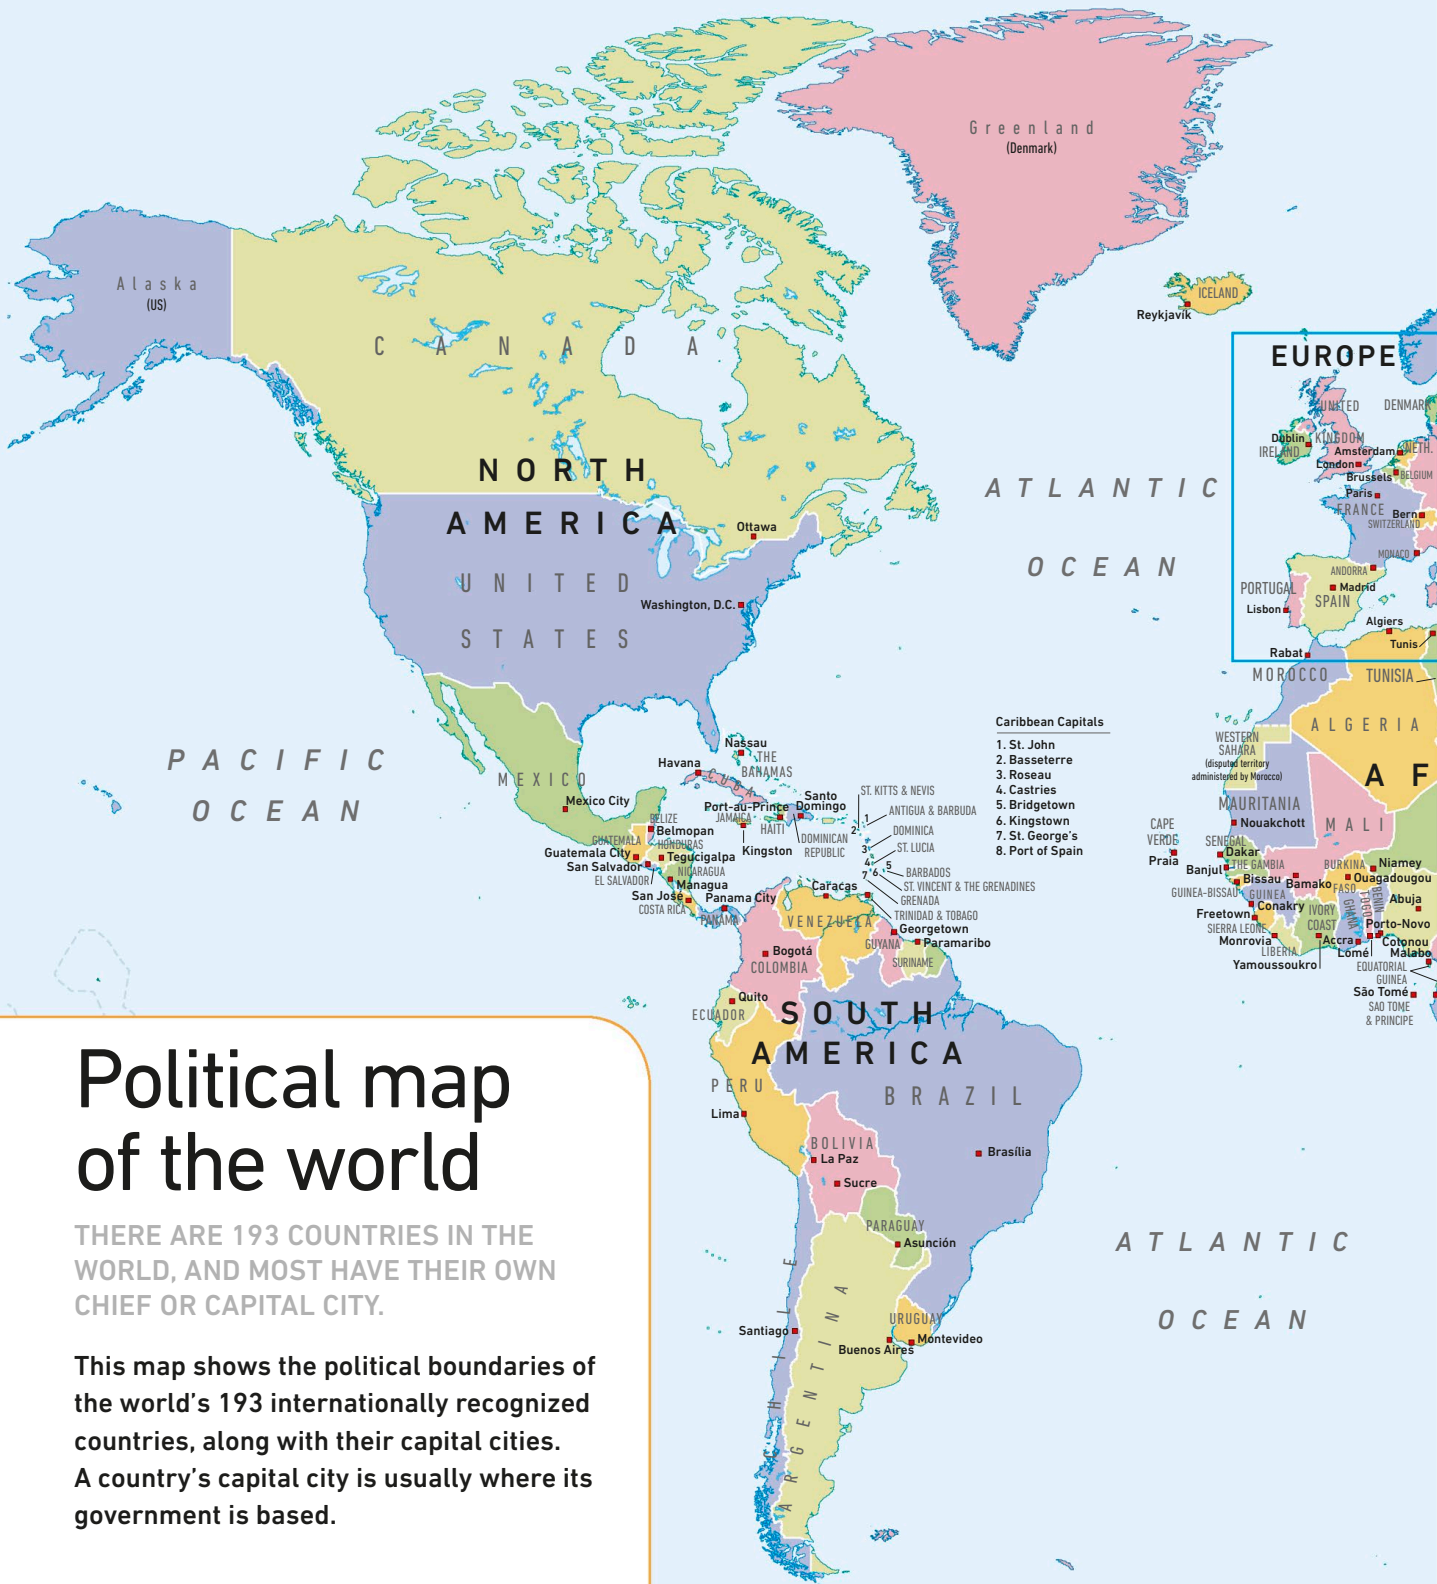 Greenland
(Denmark)
Alaska
(US)
ICELAND
Reykjavík
CANADA
EUROPE
UNITED
KINGDOM
DENMARK
Dublin
IRELAND
Amsterdam
NETH.
London
Brussels
BELGIUM
Paris
FRANCE
Bern
SWITZERLAND
MONACO
ANDORRA
PORTUGAL
Madrid
SPAIN
Lisbon
Algiers
Tunis
Rabat
MOROCCO
TUNISIA
NORTH
AMERICA
Ottawa
UNITED
STATES
Washington, D.C.
ATLANTIC
OCEAN
PACIFIC
OCEAN
MEXICO
Mexico City
Nassau
THE
BAHAMAS
Havana
CUBA
Port-au-Prince
JAMAICA
HAITI
Kingston
Santo
Domingo
DOMINICAN
REPUBLIC
BELIZE
Belmopan
GUATEMALA
HONDURAS
Guatemala City
Tegucigalpa
San Salvador
NICARAGUA
EL SALVADOR
Managua
San José
COSTA RICA
Panama City
PANAMA
ST. KITTS & NEVIS
1
ANTIGUA & BARBUDA
2
DOMINICA
3
ST. LUCIA
4
5
BARBADOS
6
ST. VINCENT & THE GRENADINES
7
GRENADA
TRINIDAD & TOBAGO
Caribbean Capitals
1. St. John
2. Basseterre
3. Roseau
4. Castries
5. Bridgetown
6. Kingstown
7. St. George's
8. Port of Spain
WESTERN
SAHARA
(disputed territory
administered by Morocco)
ALGERIA
AF
MAURITANIA
Nouakchott
MALI
CAPE
VERDE
Praia
SENEGAL
Dakar
THE GAMBIA
Banjul
Bissau
GUINEA-BISSAU
GUINEA
Bamako
BURKINA
FASO
Niamey
Ouagadougou
Conakry
Freetown
SIERRA LEONE
Monrovia
LIBERIA
IVORY
COAST
Yamoussoukro
GHANA
TOGO
BENIN
Abuja
Porto-Novo
Accra
Cotonou
Lomé
Malabo
EQUATORIAL
GUINEA
São Tomé
SAO TOME
& PRINCIPE
Caracas
VENEZUELA
Georgetown
GUYANA
Paramaribo
SURINAME
Bogotá
COLOMBIA
Quito
ECUADOR
SOUTH
AMERICA
PERU
Lima
BRAZIL
Brasília
BOLIVIA
La Paz
Sucre
PARAGUAY
Asunción
CHILE
ARGENTINA
Santiago
URUGUAY
Buenos Aires
Montevideo
ATLANTIC
OCEAN
Political map
of the world
THERE ARE 193 COUNTRIES IN THE
WORLD, AND MOST HAVE THEIR OWN
CHIEF OR CAPITAL CITY.
This map shows the political boundaries of
the world's 193 internationally recognized
countries, along with their capital cities.
A country's capital city is usually where its
government is based.